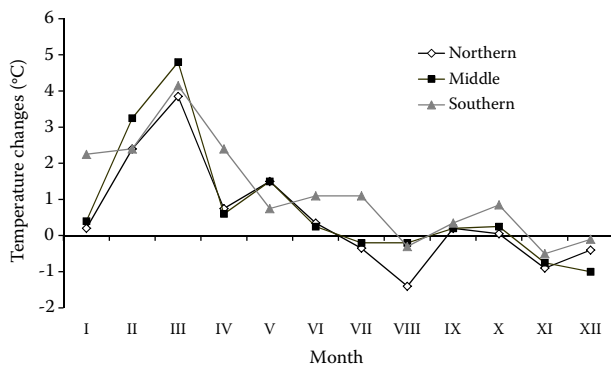 6
5
4
3
2
1
0
-1
-2
Temperature changes (°C)
Northern
Middle
Southern
I II III IV V VI VII VIII IX X XI XII
Month